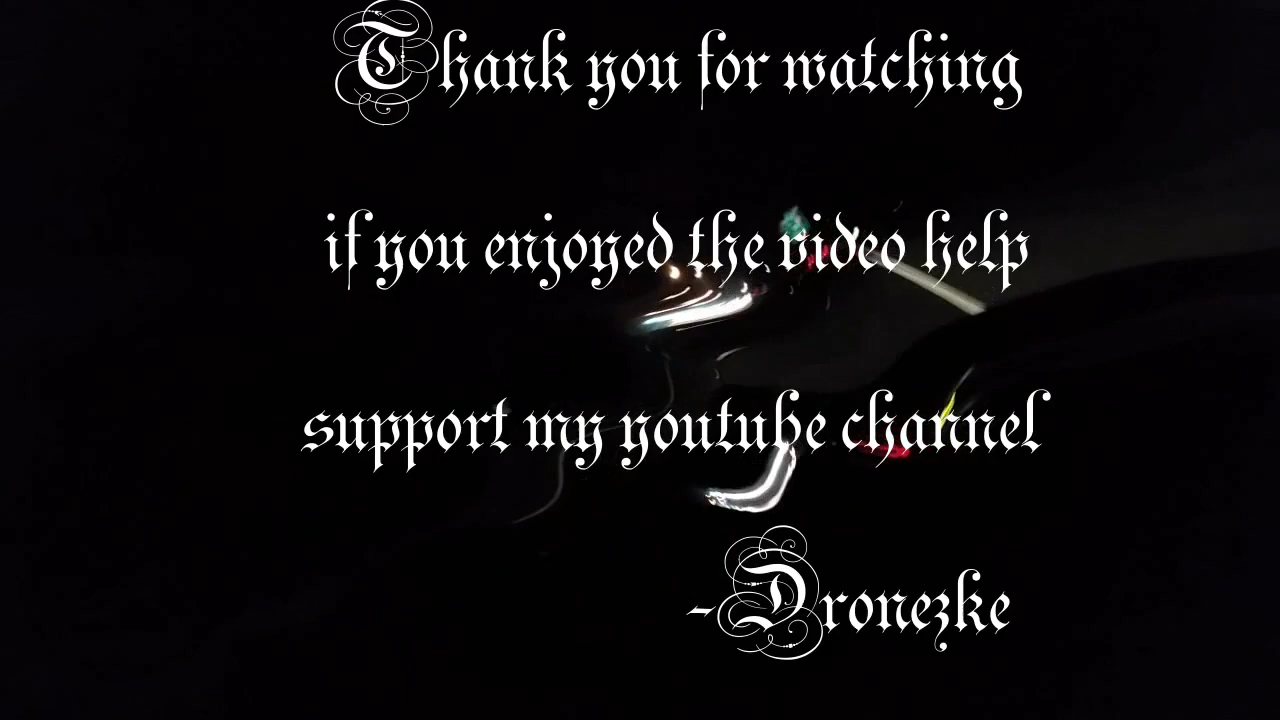 Thank you for watching
if you enjoyed the video help
support my youtube channel
-Dronezke